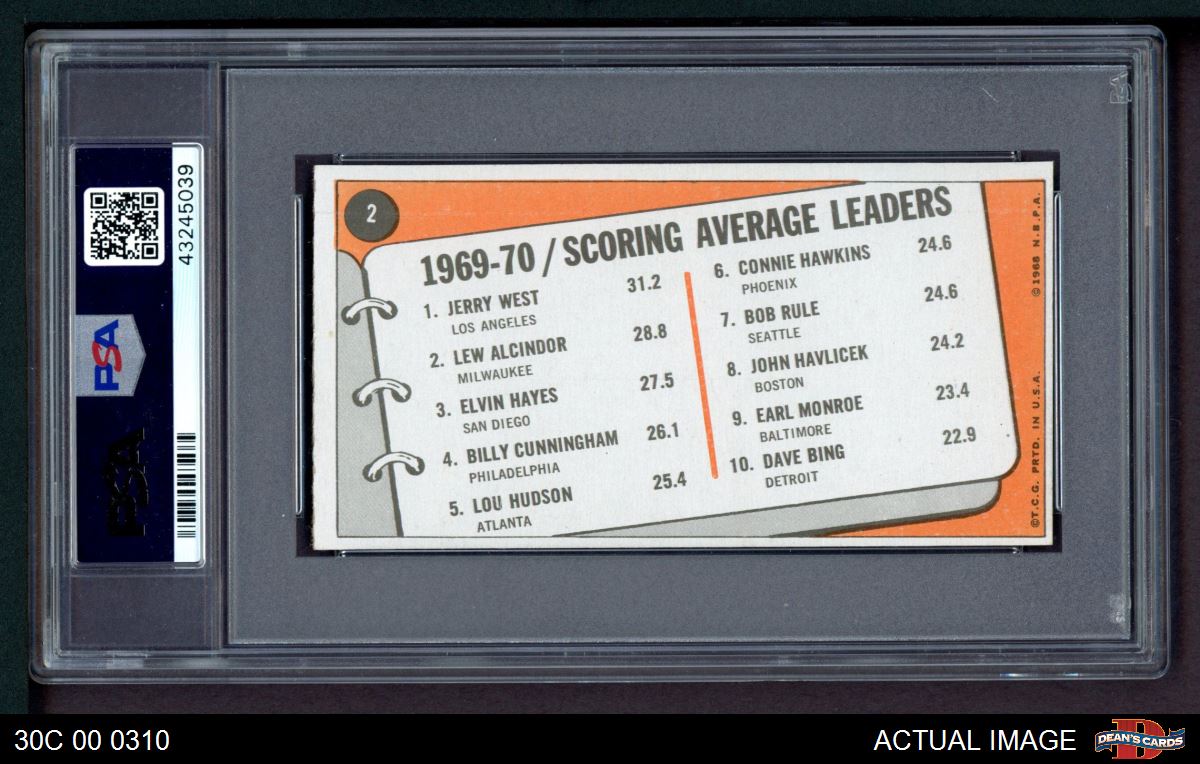 43245039
PSA
PSA
2
1969-70 / SCORING AVERAGE LEADERS
1. JERRY WEST 31.2
LOS ANGELES
2. LEW ALCINDOR 28.8
MILWAUKEE
3. ELVIN HAYES 27.5
SAN DIEGO
4. BILLY CUNNINGHAM 26.1
PHILADELPHIA
5. LOU HUDSON 25.4
ATLANTA
6. CONNIE HAWKINS 24.6
PHOENIX
7. BOB RULE 24.6
SEATTLE
8. JOHN HAVLICEK 24.2
BOSTON
9. EARL MONROE 23.4
BALTIMORE
10. DAVE BING 22.9
DETROIT
©T.C.G. PRTD. IN U.S.A. ©1968 N.B.P.A.
PSA
30C 00 0310
ACTUAL IMAGE
DEAN'S CARDS